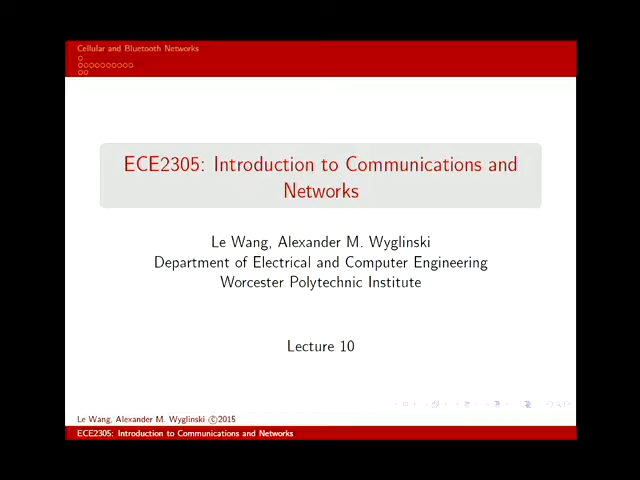 Cellular and Bluetooth Networks
ECE2305: Introduction to Communications and
Networks
Le Wang, Alexander M. Wyglinski
Department of Electrical and Computer Engineering
Worcester Polytechnic Institute
Lecture 10
Le Wang, Alexander M. Wyglinski ©2015
ECE2305: Introduction to Communications and Networks